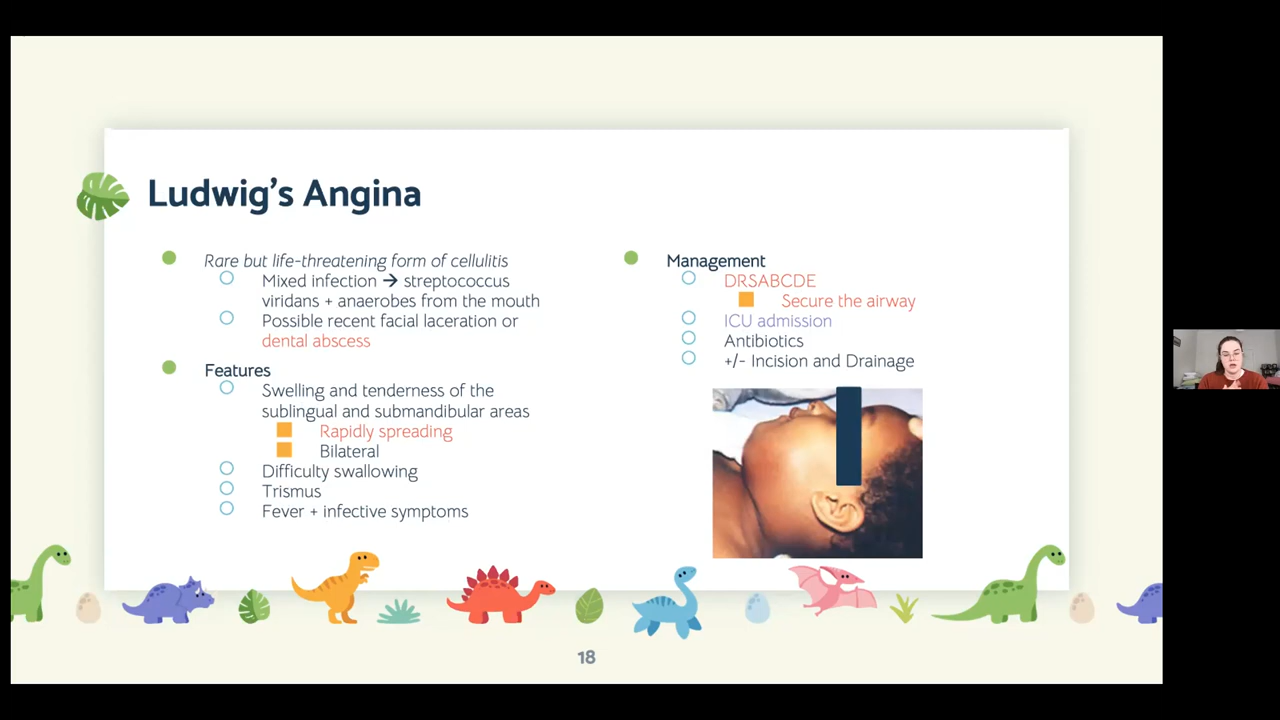 Ludwig's Angina
Rare but life-threatening form of cellulitis
Mixed infection → streptococcus
viridans + anaerobes from the mouth
Possible recent facial laceration or
dental abscess
Features
Swelling and tenderness of the
sublingual and submandibular areas
Rapidly spreading
Bilateral
Difficulty swallowing
Trismus
Fever + infective symptoms
Management
DRSABCDE
Secure the airway
ICU admission
Antibiotics
+/- Incision and Drainage
18